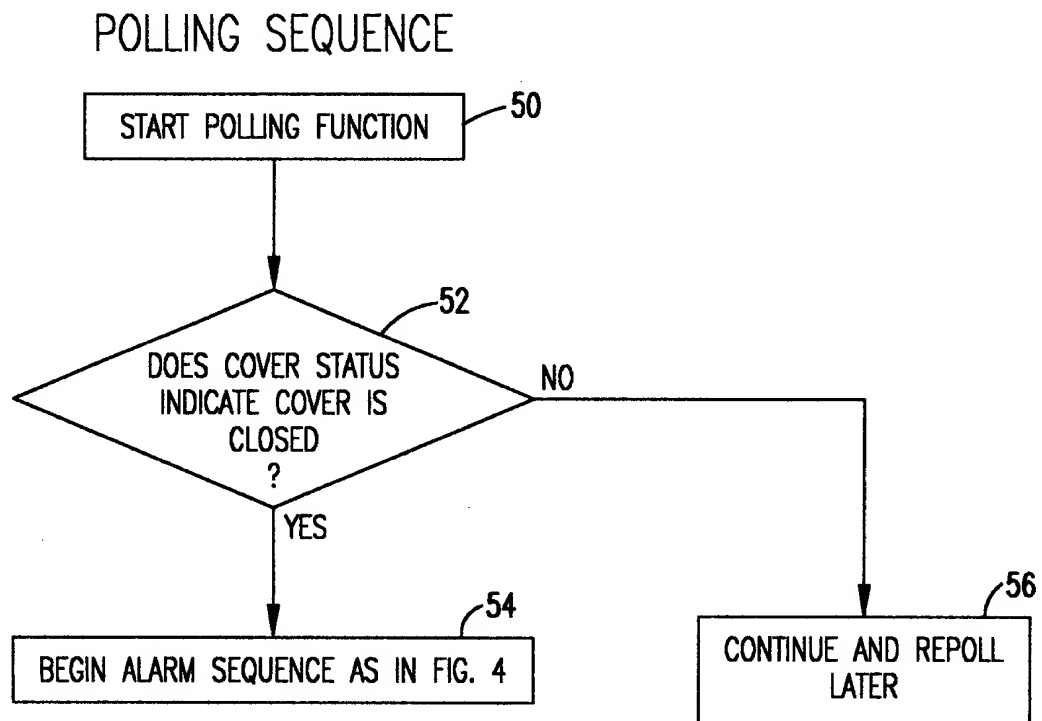 POLLING SEQUENCE
START POLLING FUNCTION
50
52
DOES COVER STATUS
INDICATE COVER IS
CLOSED
?
NO
YES
54
BEGIN ALARM SEQUENCE AS IN FIG. 4
56
CONTINUE AND REPOLL
LATER